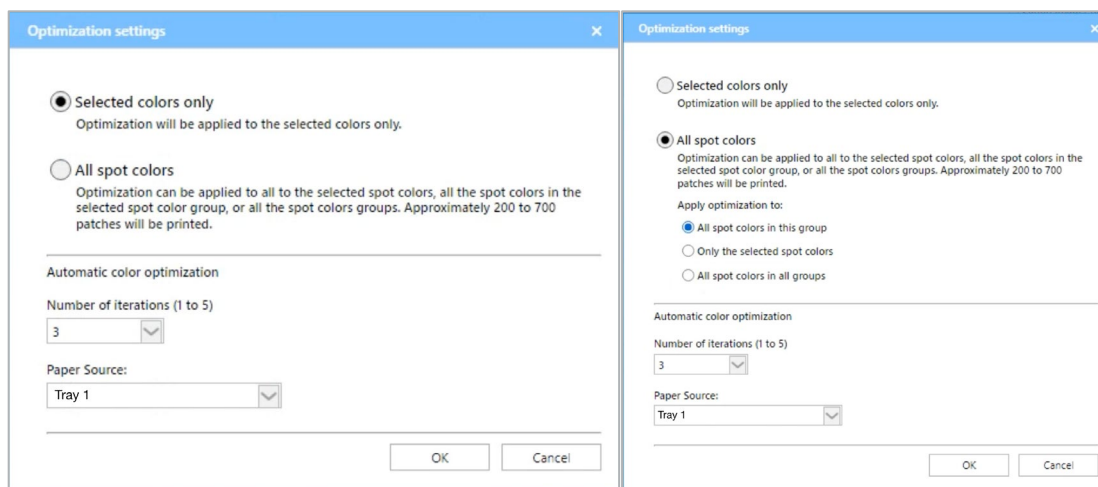 Optimization settings
Selected colors only
Optimization will be applied to the selected colors only.
All spot colors
Optimization can be applied to all to the selected spot colors, all the spot colors in the
selected spot color group, or all the spot colors groups. Approximately 200 to 700
patches will be printed.
Automatic color optimization
Number of iterations (1 to 5)
3
Paper Source:
Tray 1
OK
Cancel
Optimization settings
Selected colors only
Optimization will be applied to the selected colors only.
All spot colors
Optimization can be applied to all to the selected spot colors, all the spot colors in the
selected spot color group, or all the spot colors groups. Approximately 200 to 700
patches will be printed.
Apply optimization to:
All spot colors in this group
Only the selected spot colors
All spot colors in all groups
Automatic color optimization
Number of iterations (1 to 5)
3
Paper Source:
Tray 1
OK
Cancel